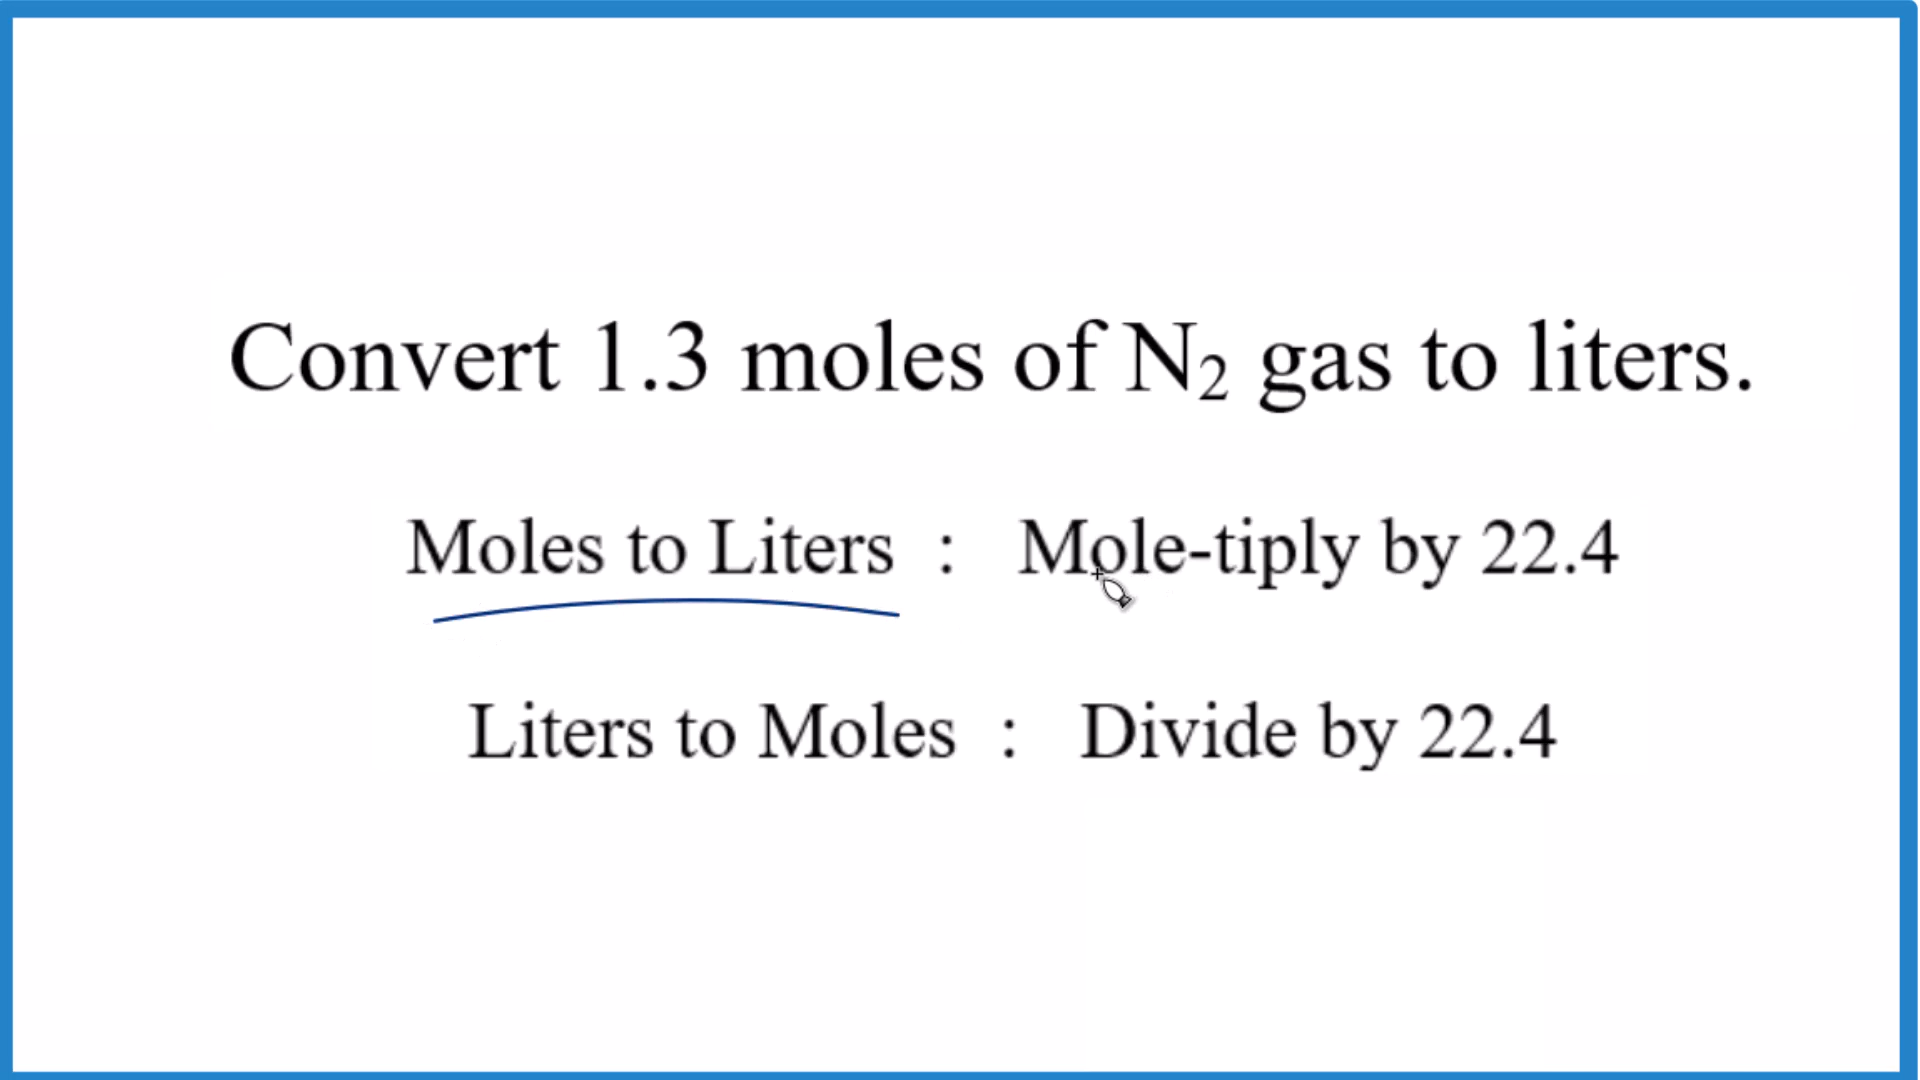 Convert 1.3 moles of N₂ gas to liters.
Moles to Liters : Mole-tiply by 22.4
Liters to Moles : Divide by 22.4